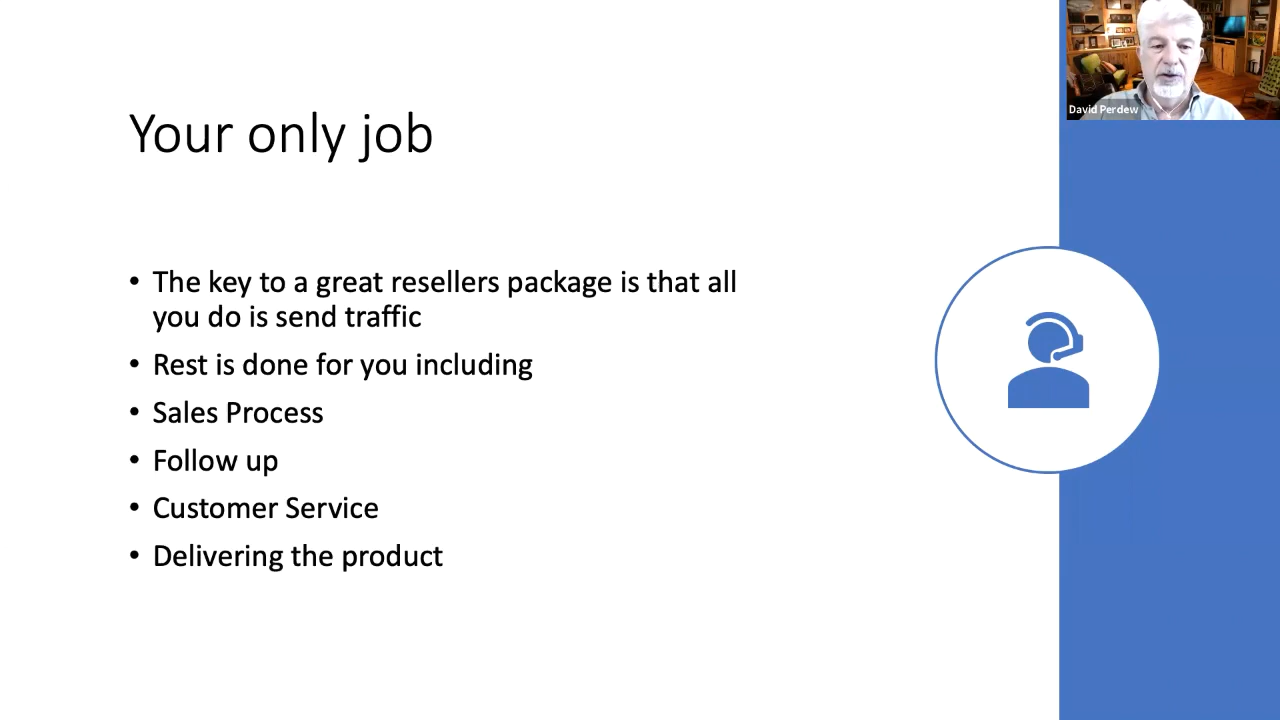 Your only job
• The key to a great resellers package is that all
you do is send traffic
• Rest is done for you including
• Sales Process
• Follow up
• Customer Service
• Delivering the product
David Perdew